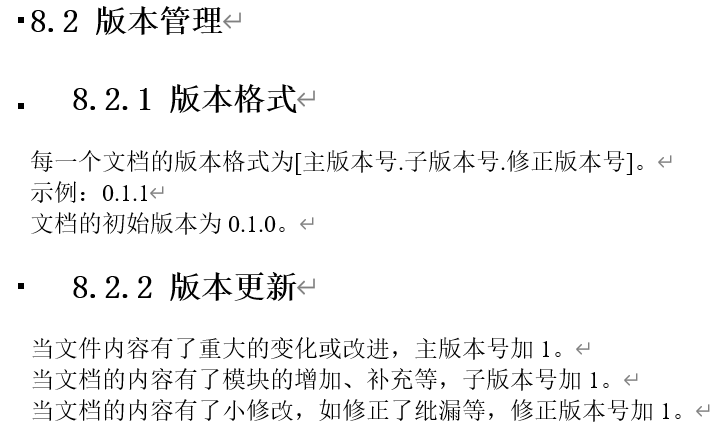 8.2 版本管理
8.2.1 版本格式
每一个文档的版本格式为[主版本号.子版本号.修正版本号]。
示例：0.1.1
文档的初始版本为 0.1.0。
8.2.2 版本更新
当文件内容有了重大的变化或改进，主版本号加 1。
当文档的内容有了模块的增加、补充等，子版本号加 1。
当文档的内容有了小修改，如修正了纰漏等，修正版本号加 1。